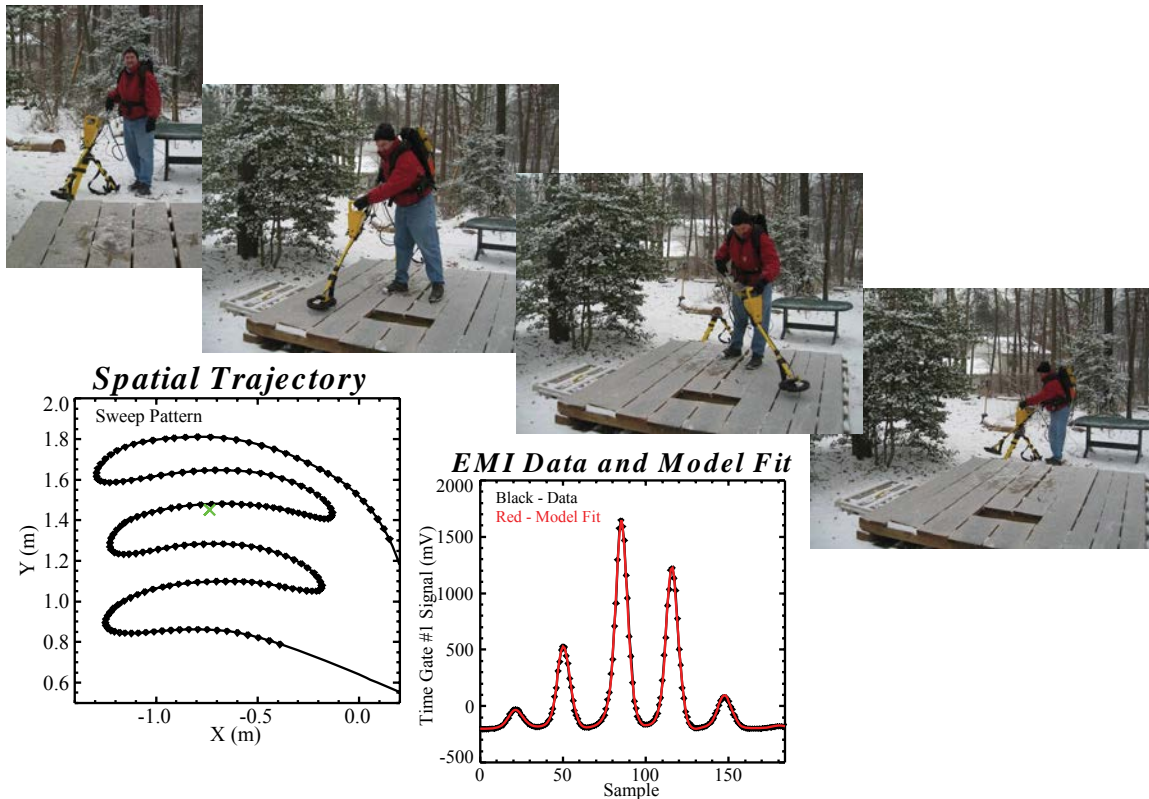 Spatial Trajectory
Sweep Pattern
2.0
1.8
1.6
1.4
1.2
1.0
0.8
0.6
Y (m)
-1.0 -0.5 0.0
X (m)
EMI Data and Model Fit
Black - Data
Red - Model Fit
2000
1500
1000
500
0
-500
Time Gate #1 Signal (mV)
0 50 100 150
Sample